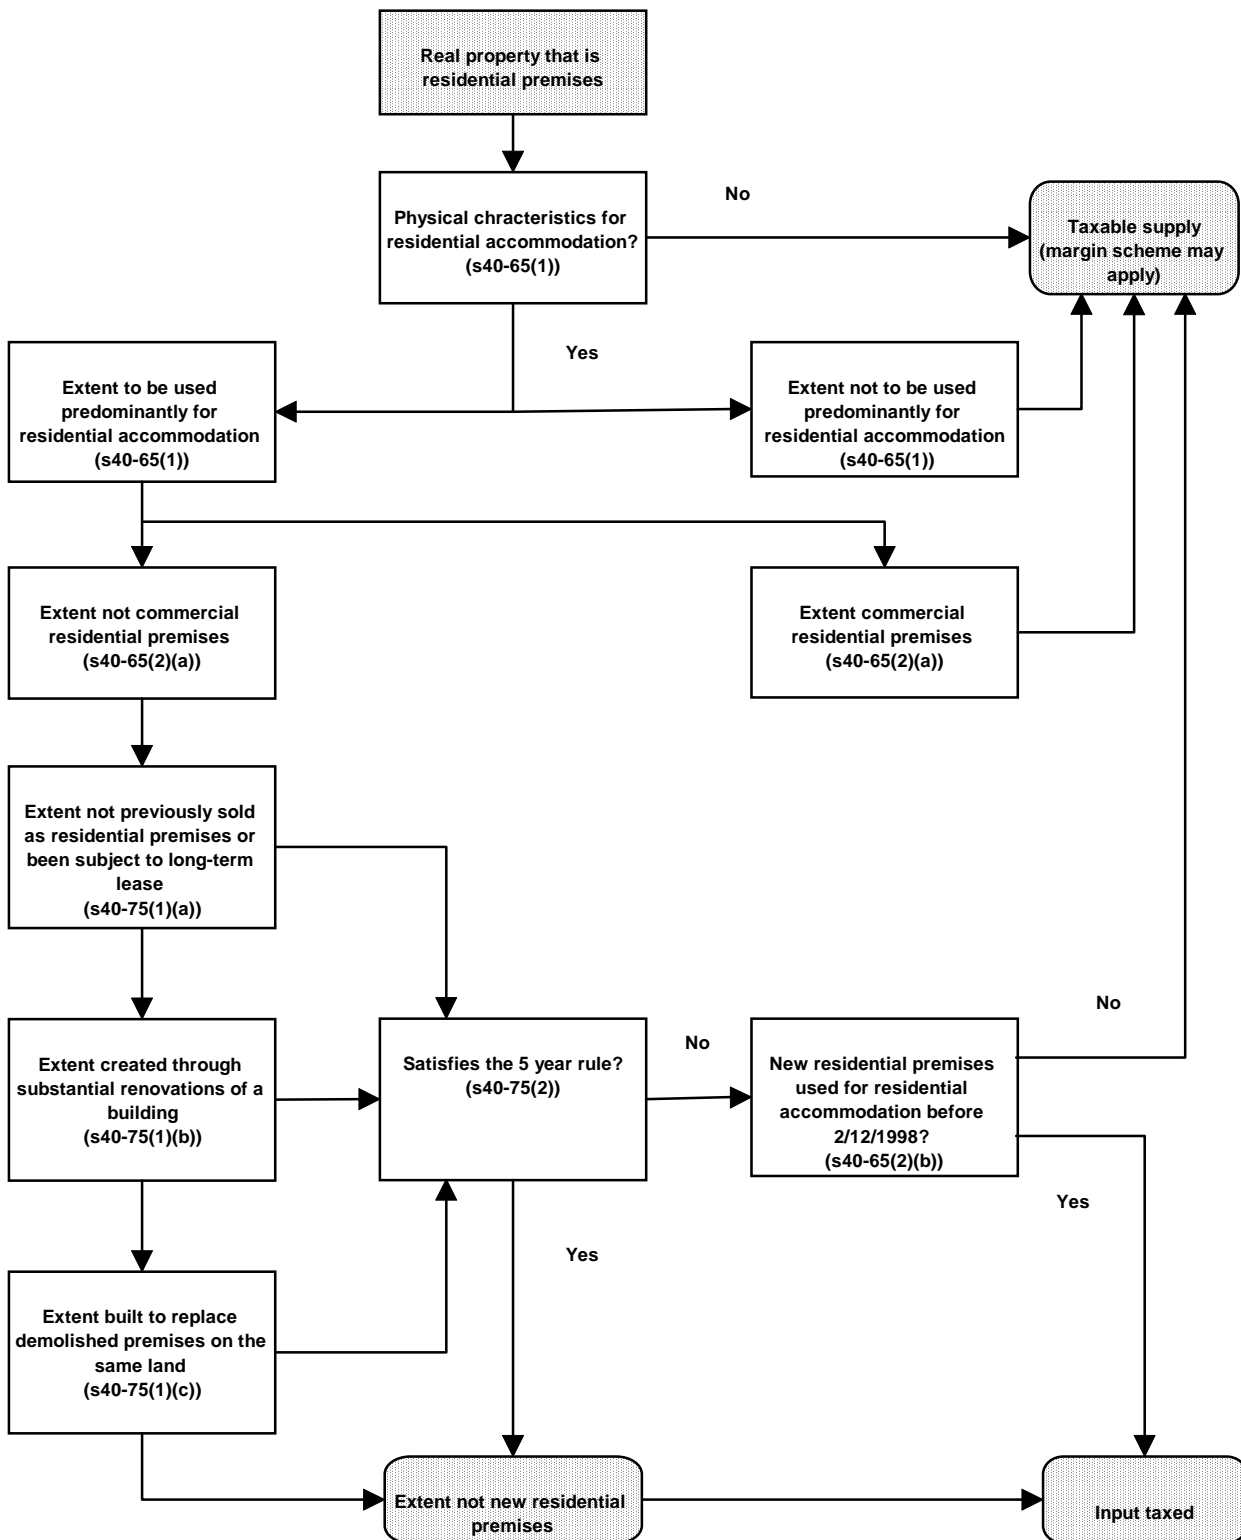 Real property that is
residential premises
Physical chracteristics for
residential accommodation?
(s40-65(1))
No
Taxable supply
(margin scheme may
apply)
Yes
Extent to be used
predominantly for
residential accommodation
(s40-65(1))
Extent not to be used
predominantly for
residential accommodation
(s40-65(1))
Extent not commercial
residential premises
(s40-65(2)(a))
Extent commercial
residential premises
(s40-65(2)(a))
Extent not previously sold
as residential premises or
been subject to long-term
lease
(s40-75(1)(a))
Extent created through
substantial renovations of a
building
(s40-75(1)(b))
Satisfies the 5 year rule?
(s40-75(2))
No
New residential premises
used for residential
accommodation before
2/12/1998?
(s40-65(2)(b))
No
Yes
Yes
Extent built to replace
demolished premises on the
same land
(s40-75(1)(c))
Extent not new residential
premises
Input taxed